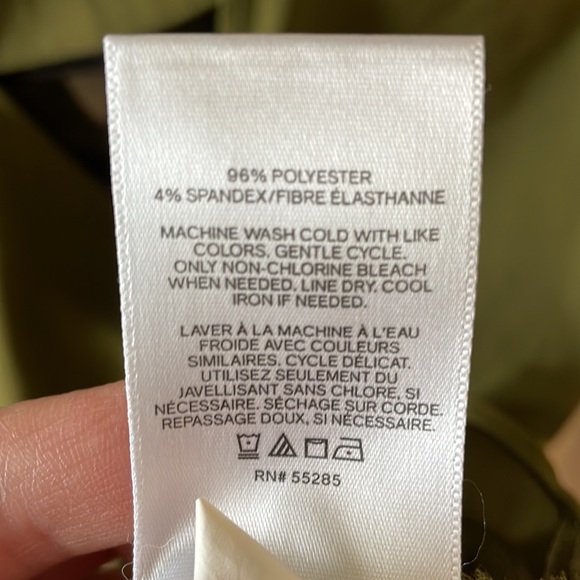 96% POLYESTER
4% SPANDEX/FIBRE ÉLASTHANNE
MACHINE WASH COLD WITH LIKE
COLORS. GENTLE CYCLE.
ONLY NON-CHLORINE BLEACH
WHEN NEEDED. LINE DRY. COOL
IRON IF NEEDED.
LAVER À LA MACHINE À L'EAU
FROIDE AVEC COULEURS
SIMILAIRES. CYCLE DÉLICAT.
UTILISEZ SEULEMENT DU
JAVELLISANT SANS CHLORE, SI
NÉCESSAIRE. SÉCHAGE SUR CORDE.
REPASSAGE DOUX, SI NÉCESSAIRE.
RN# 55285